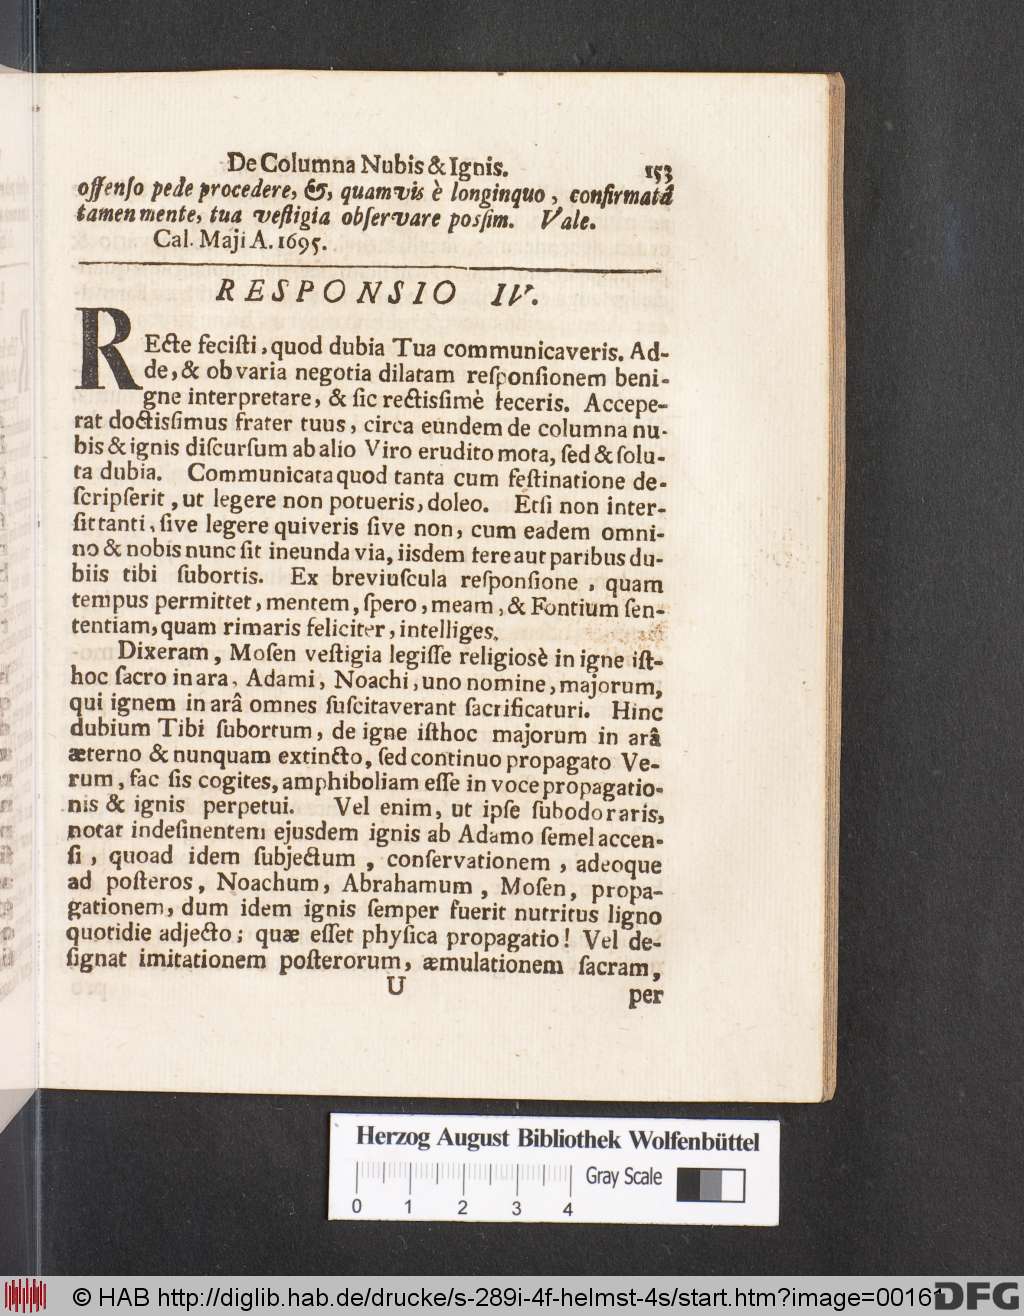 De Columna Nubis & Ignis. 153
offenſo pede procedere, &, quamvis è longinquo, confirmatâ
tamen mente, tua veſtigia obſervare posſim. Vale.
Cal. Maji A. 1695.
RESPONSIO IV.
REcte feciſti, quod dubia Tua communicaveris. Ad-
de, & ob varia negotia dilatam reſponſionem beni-
gne interpretare, & ſic rectisſimè feceris. Accepe-
rat doctisſimus frater tuus, circa eundem de columna nu-
bis & ignis diſcurſum ab alio Viro erudito mota, ſed & ſolu-
ta dubia. Communicata quod tanta cum feſtinatione de-
ſcripſerit, ut legere non potueris, doleo. Etſi non inter-
ſit tanti, ſive legere quiveris ſive non, cum eadem omni-
no & nobis nunc ſit ineunda via, iisdem fere aut paribus du-
biis tibi ſubortis. Ex breviuſcula reſponſione, quam
tempus permittet, mentem, ſpero, meam, & Fontium ſen-
tentiam, quam rimaris feliciter, intelliges.
Dixeram, Moſen veſtigia legiſſe religiosè in igne iſt-
hoc ſacro in ara, Adami, Noachi, uno nomine, majorum,
qui ignem in arâ omnes ſuſcitaverant ſacrificaturi. Hinc
dubium Tibi ſubortum, de igne iſthoc majorum in arâ
æterno & nunquam extincto, ſed continuo propagato Ve-
rum, fac ſis cogites, amphiboliam eſſe in voce propagatio-
nis & ignis perpetui. Vel enim, ut ipſe ſubodoraris,
notat indeſinentem ejusdem ignis ab Adamo ſemel accen-
ſi, quoad idem ſubjectum, conſervationem, adeoque
ad poſteros, Noachum, Abrahamum, Moſen, propa-
gationem, dum idem ignis ſemper fuerit nutritus ligno
quotidie adjecto; quæ eſſet phyſica propagatio! Vel de-
ſignat imitationem poſterorum, æmulationem ſacram,
U per
Herzog August Bibliothek Wolfenbüttel
Gray Scale
0 1 2 3 4
© HAB http://diglib.hab.de/drucke/s-289i-4f-helmst-4s/start.htm?image=00161
DFG